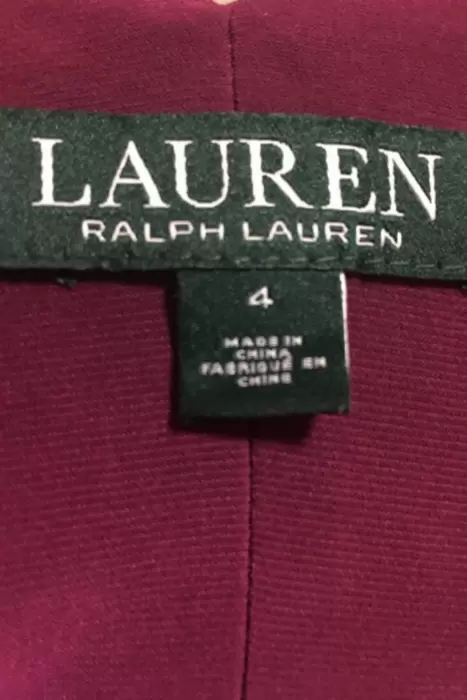 LAUREN
RALPH LAUREN
4
MADE IN
CHINA
FABRIQUÉ EN
CHINE